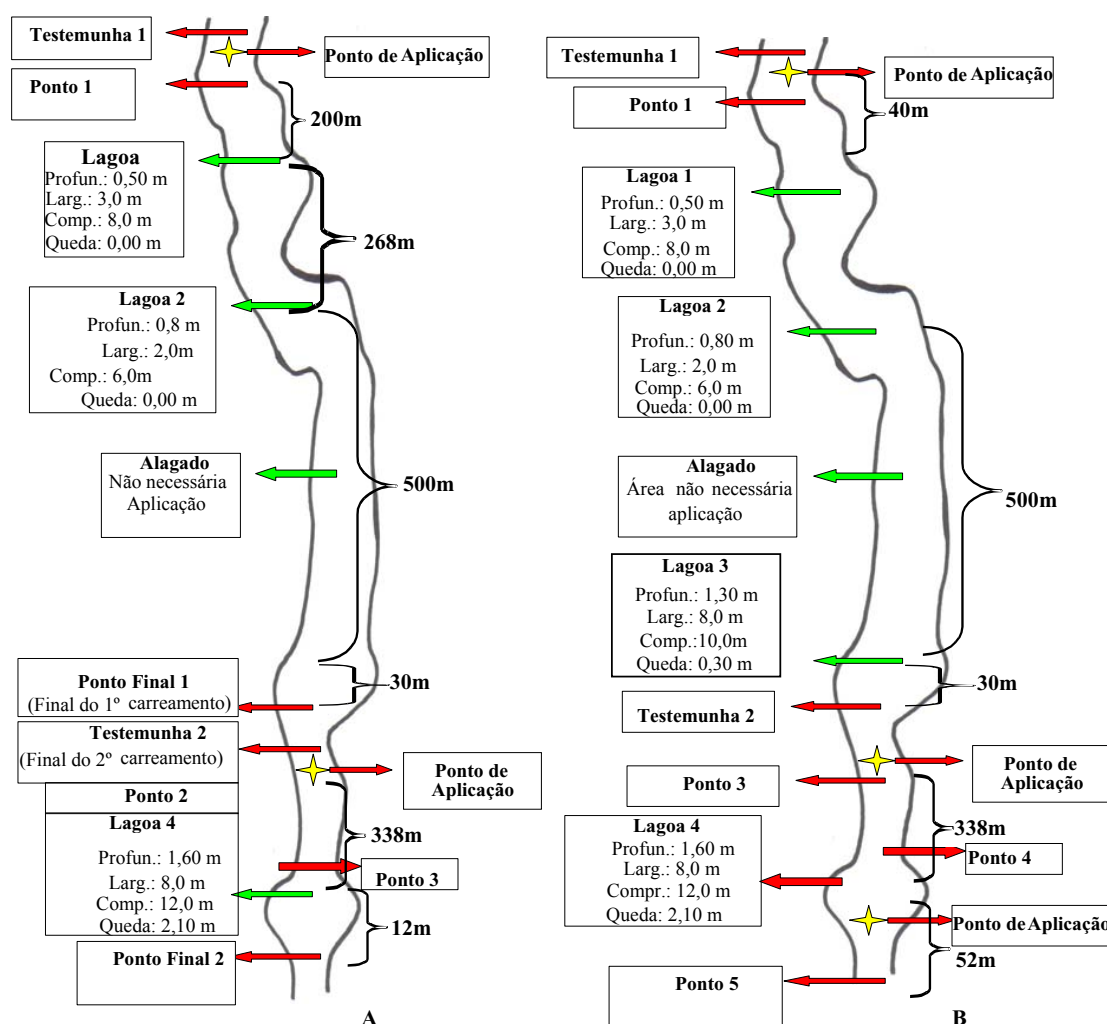 Testemunha 1
Ponto de Aplicação
Ponto 1
200m
Lagoa
Profun.: 0,50 m
Larg.: 3,0 m
Comp.: 8,0 m
Queda: 0,00 m
268m
Lagoa 2
Profun.: 0,8 m
Larg.: 2,0m
Comp.: 6,0m
Queda: 0,00 m
Alagado
Não necessária
Aplicação
500m
Ponto Final 1
(Final do 1º carreamento)
30m
Testemunha 2
(Final do 2º carreamento)
Ponto de
Aplicação
Ponto 2
Lagoa 4
Profun.: 1,60 m
Larg.: 8,0 m
Comp.: 12,0 m
Queda: 2,10 m
338m
Ponto 3
12m
Ponto Final 2
A
Testemunha 1
Ponto de Aplicação
Ponto 1
40m
Lagoa 1
Profun.: 0,50 m
Larg.: 3,0 m
Comp.: 8,0 m
Queda: 0,00 m
Lagoa 2
Profun.: 0,80 m
Larg.: 2,0 m
Comp.: 6,0 m
Queda: 0,00 m
Alagado
Área não necessária
aplicação
500m
Lagoa 3
Profun.: 1,30 m
Larg.: 8,0 m
Comp.:10,0m
Queda: 0,30 m
30m
Testemunha 2
Ponto de
Aplicação
Ponto 3
338m
Lagoa 4
Profun.: 1,60 m
Larg.: 8,0 m
Compr.: 12,0 m
Queda: 2,10 m
Ponto 4
Ponto de Aplicação
52m
Ponto 5
B